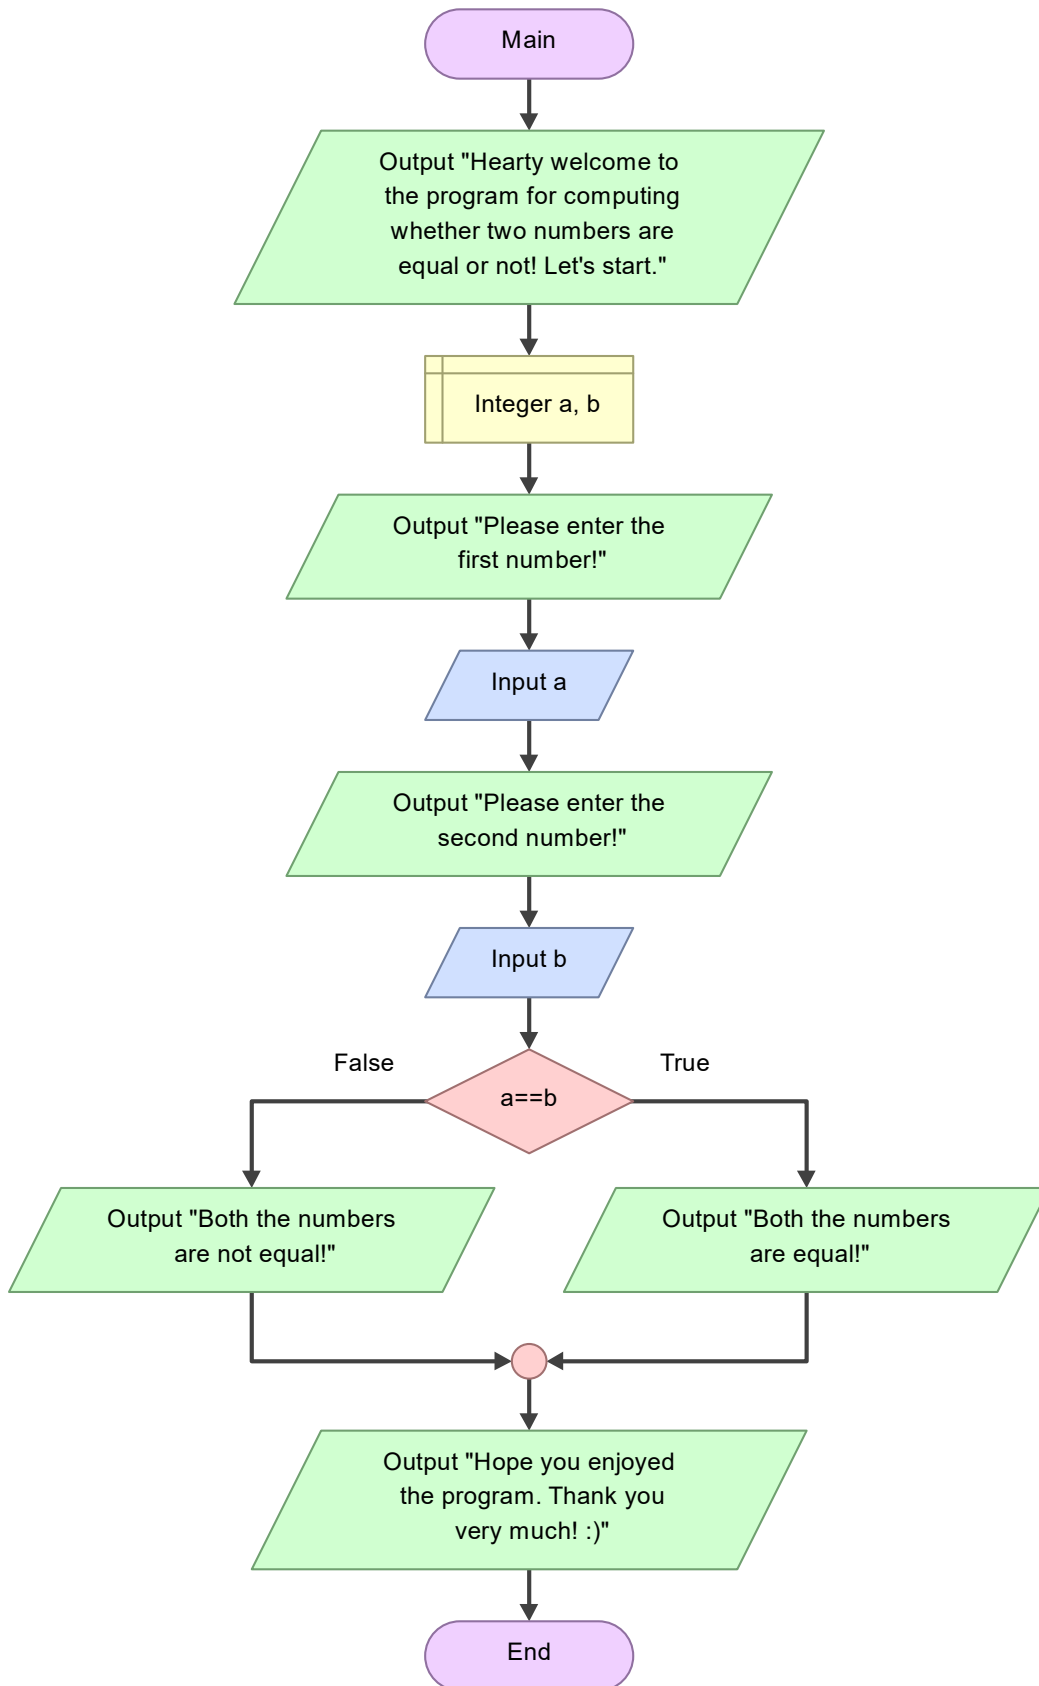 Main
Output "Hearty welcome to
the program for computing
whether two numbers are
equal or not! Let's start."
Integer a, b
Output "Please enter the
first number!"
Input a
Output "Please enter the
second number!"
Input b
False
True
a==b
Output "Both the numbers
are not equal!"
Output "Both the numbers
are equal!"
Output "Hope you enjoyed
the program. Thank you
very much! :)"
End